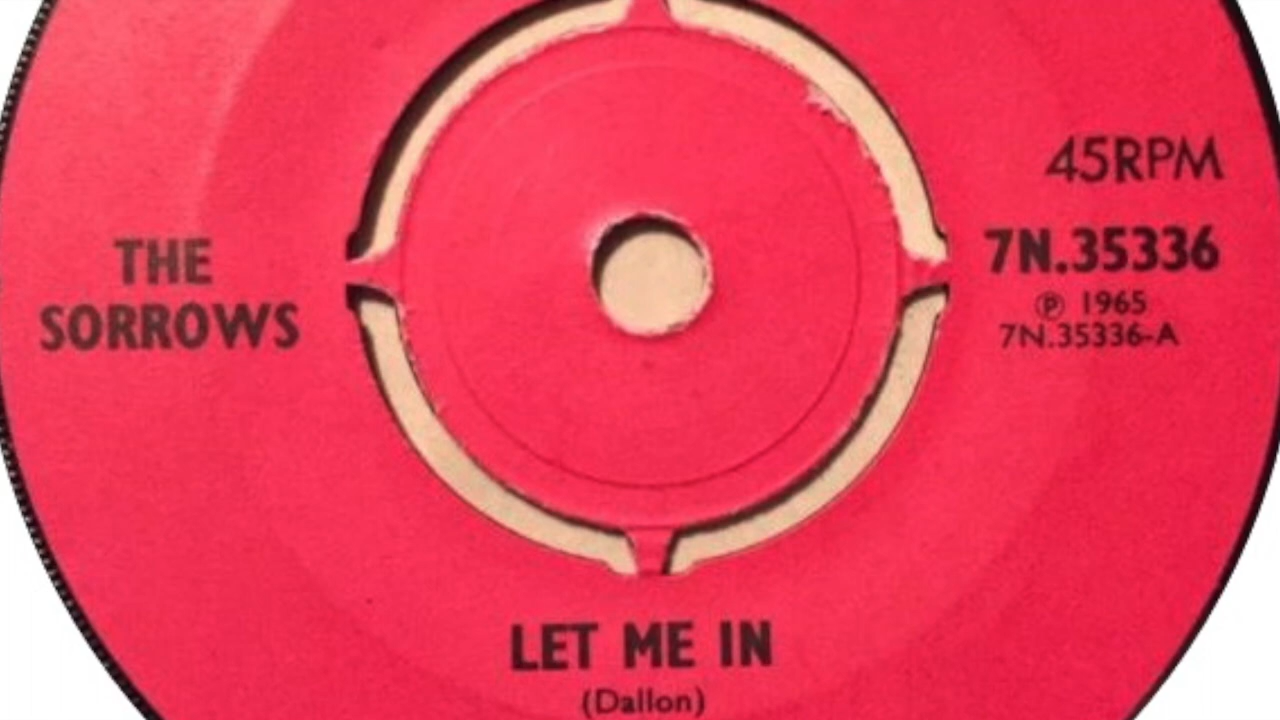 THE
SORROWS
45RPM
7N.35336
℗ 1965
7N.35336-A
LET ME IN
(Dallon)